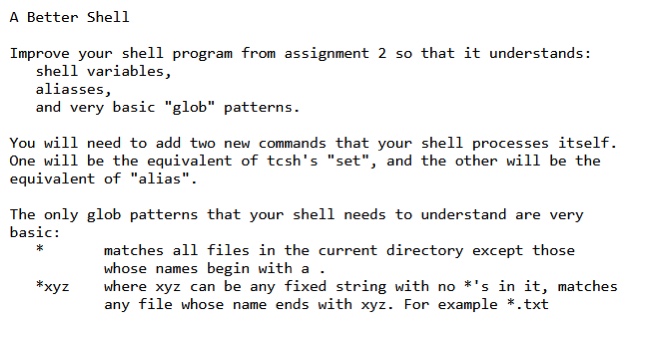 A Better Shell
Improve your shell program from assignment 2 so that it understands:
shell variables,
aliasses,
and very basic "glob" patterns.
You will need to add two new commands that your shell processes itself.
One will be the equivalent of tcsh's "set", and the other will be the
equivalent of "alias".
The only glob patterns that your shell needs to understand are very
basic:
* matches all files in the current directory except those
whose names begin with a .
*xyz where xyz can be any fixed string with no *'s in it, matches
any file whose name ends with xyz. For example *.txt